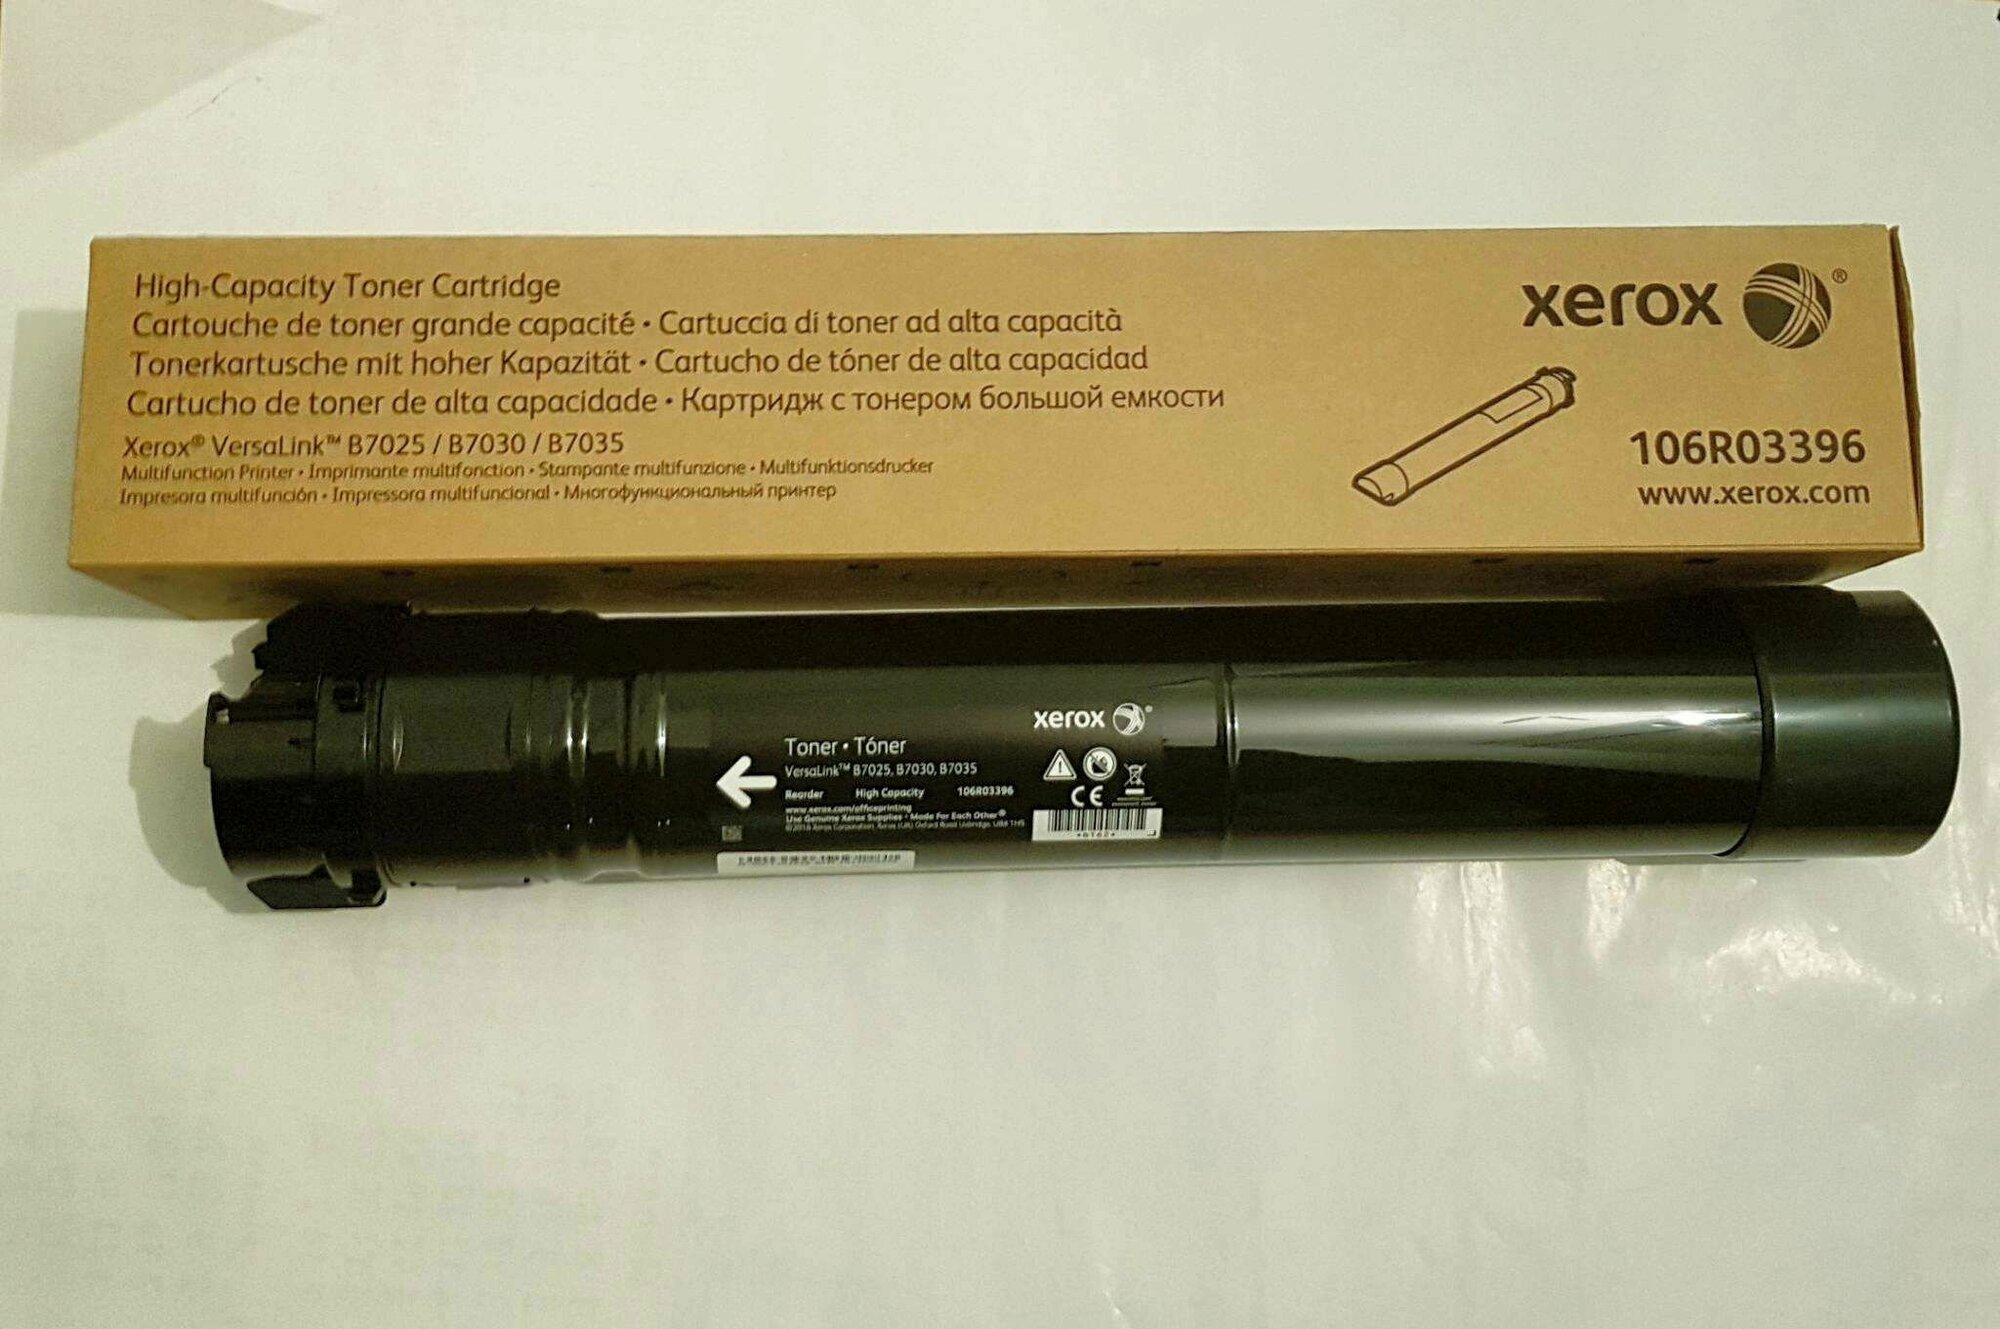 High-Capacity Toner Cartridge
Cartouche de toner grande capacité • Cartuccia di toner ad alta capacità
Tonerkartusche mit hoher Kapazität • Cartucho de tóner de alta capacidad
Cartucho de toner de alta capacidade • Картридж с тонером большой емкости
Xerox® VersaLink™ B7025 / B7030 / B7035
Multifunction Printer • Imprimante multifonction • Stampante multifunzione • Multifunktionsdrucker
Impresora multifunción • Impressora multifuncional • Многофункциональный принтер
xerox ®
106R03396
www.xerox.com
xerox ®
Toner • Tóner
VersaLink™ B7025, B7030, B7035
Reorder High Capacity 106R03396
www.xerox.com/officeprinting
Use Genuine Xerox Supplies • Made For Each Other®
CE